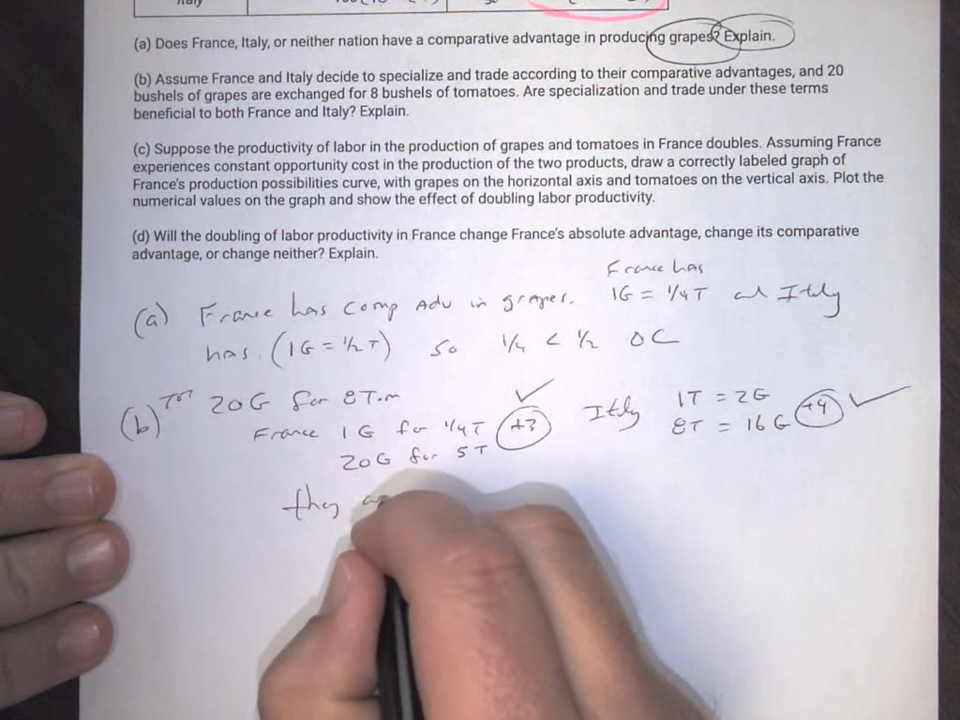 Italy
(a) Does France, Italy, or neither nation have a comparative advantage in producing grapes? Explain.
(b) Assume France and Italy decide to specialize and trade according to their comparative advantages, and 20
bushels of grapes are exchanged for 8 bushels of tomatoes. Are specialization and trade under these terms
beneficial to both France and Italy? Explain.
(c) Suppose the productivity of labor in the production of grapes and tomatoes in France doubles. Assuming France
experiences constant opportunity cost in the production of the two products, draw a correctly labeled graph of
France's production possibilities curve, with grapes on the horizontal axis and tomatoes on the vertical axis. Plot the
numerical values on the graph and show the effect of doubling labor productivity.
(d) Will the doubling of labor productivity in France change France's absolute advantage, change its comparative
advantage, or change neither? Explain.
France has
(a) France has comp Adv in grapes. 1G = 1/4T and Italy
has (1G = 1/2T) so 1/4 < 1/2 OC
(b) TOT 20G for 8Tom
France 1G for 1/4T +3 Italy 1T = 2G
20G for 5T 8T = 16G +4
they